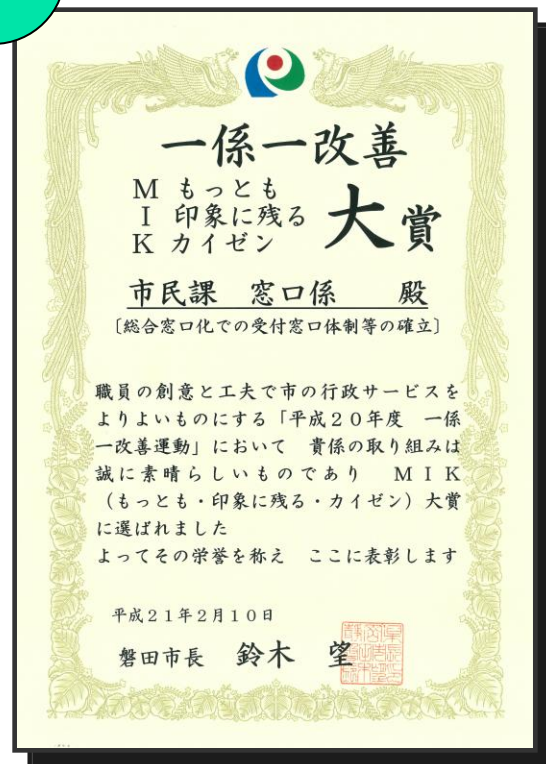 一係一改善
M もっとも
I 印象に残る
K カイゼン
大賞
市民課 窓口係 殿
〔総合窓口化での受付窓口体制等の確立〕
職員の創意と工夫で市の行政サービスを
よりよいものにする「平成20年度 一係
一改善運動」において 貴係の取り組みは
誠に素晴らしいものであり MIK
(もっとも・印象に残る・カイゼン)大賞
に選ばれました
よってその栄誉を称え ここに表彰します
平成21年2月10日
磐田市長 鈴木 望